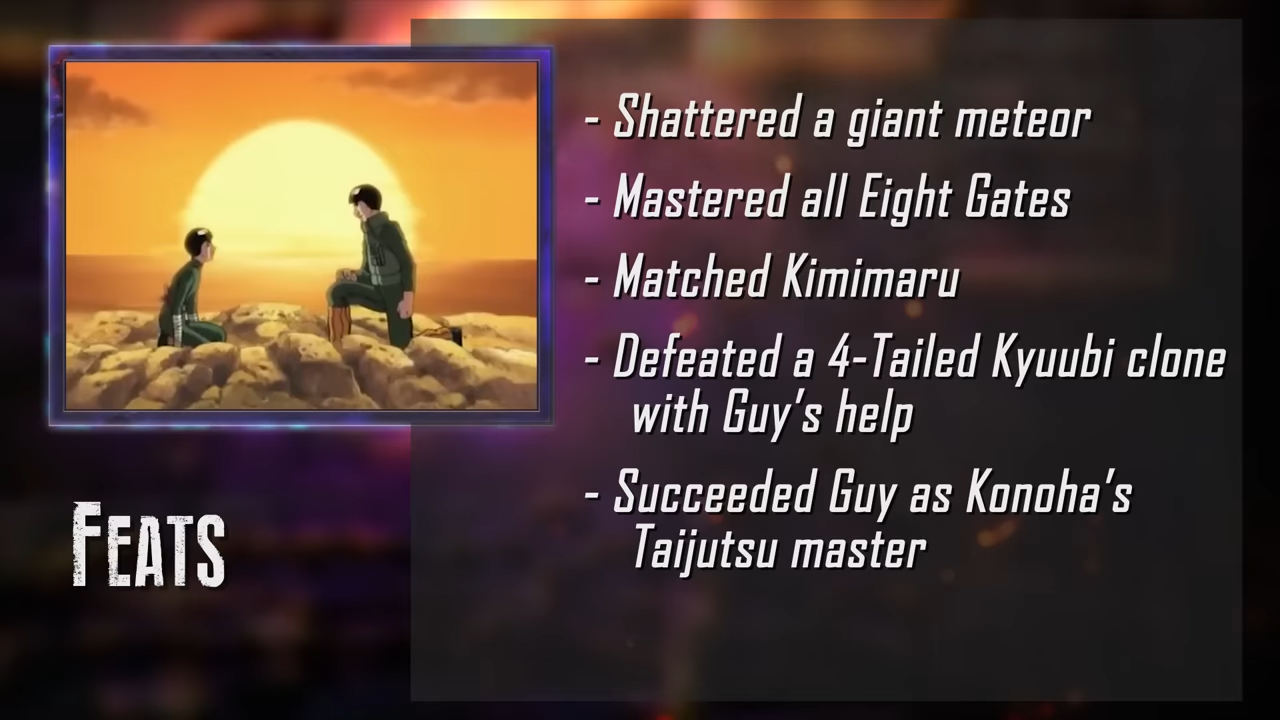 - Shattered a giant meteor
- Mastered all Eight Gates
- Matched Kimimaru
- Defeated a 4-Tailed Kyuubi clone
with Guy's help
- Succeeded Guy as Konoha's
Taijutsu master
Feats